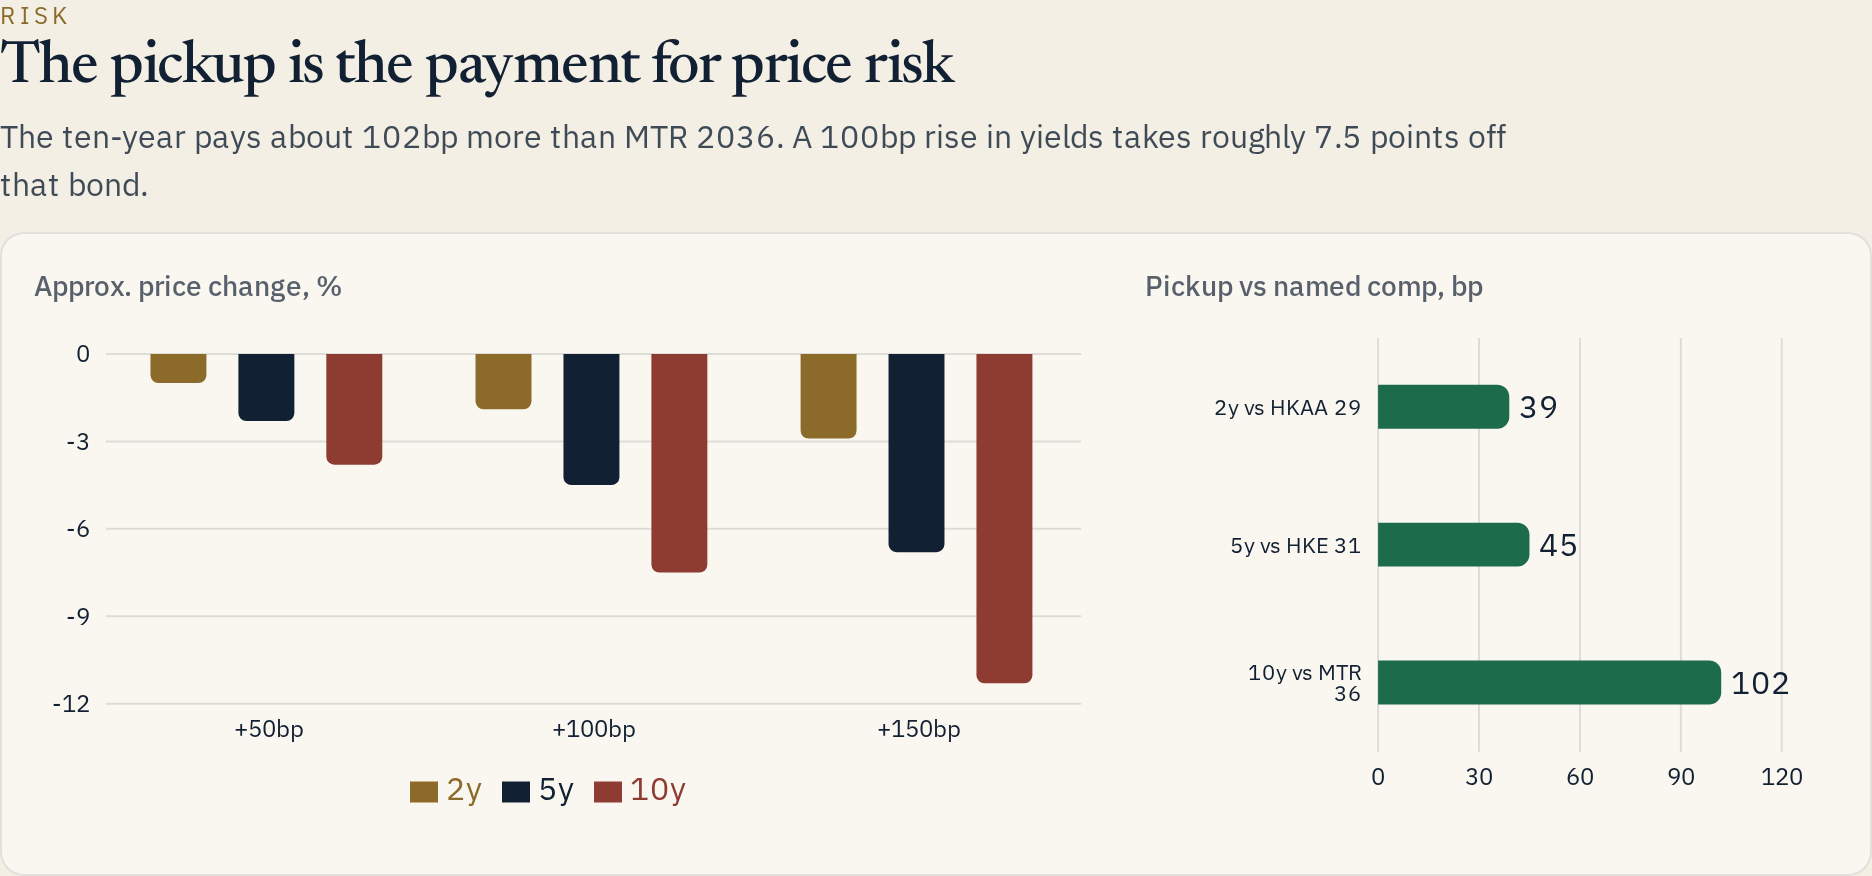 RISK
The pickup is the payment for price risk
The ten-year pays about 102bp more than MTR 2036. A 100bp rise in yields takes roughly 7.5 points off
that bond.
Approx. price change, %
0
-3
-6
-9
-12
+50bp
+100bp
+150bp
2y
5y
10y
Pickup vs named comp, bp
2y vs HKAA 29
39
5y vs HKE 31
45
10y vs MTR
36
102
0
30
60
90
120